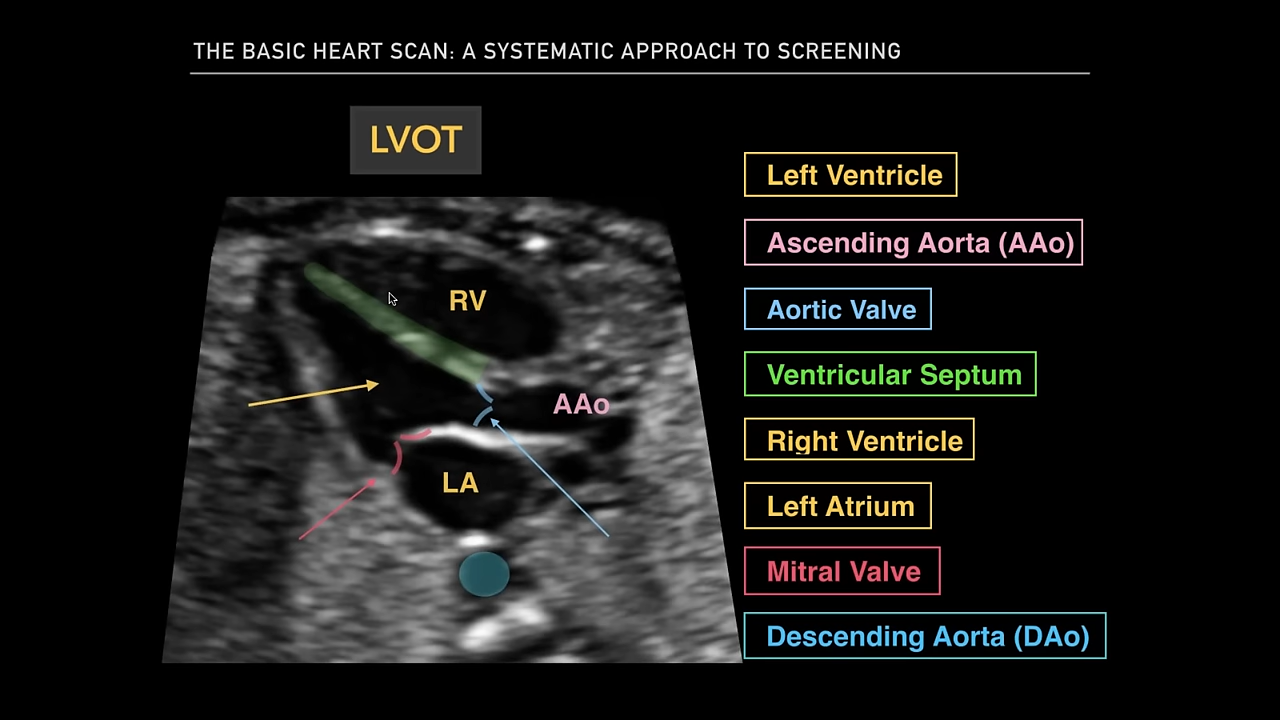 THE BASIC HEART SCAN: A SYSTEMATIC APPROACH TO SCREENING
LVOT
RV
AAo
LA
Left Ventricle
Ascending Aorta (AAo)
Aortic Valve
Ventricular Septum
Right Ventricle
Left Atrium
Mitral Valve
Descending Aorta (DAo)